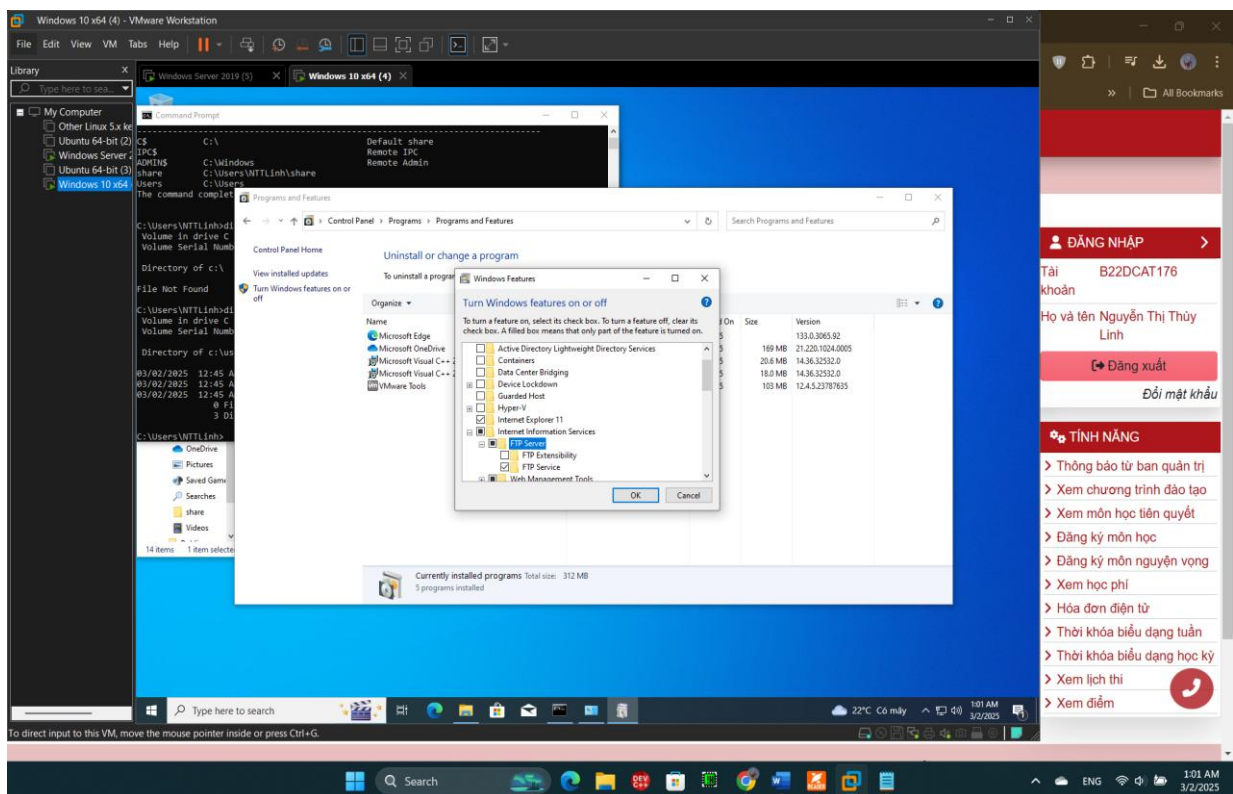 Windows 10 x64 (4) - VMware Workstation
File Edit View VM Tabs Help
Library X
Type here to sea...
My Computer
Other Linux 5.x ke
Ubuntu 64-bit (2)
Windows Server 2
Ubuntu 64-bit (3)
Windows 10 x64
Windows Server 2019 (5) X
Windows 10 x64 (4) X
Command Prompt
C$ C:\ Default share
IPC$ Remote IPC
ADMIN$ C:\Windows Remote Admin
share C:\Users\NTTLinh\share
Users C:\Users
The command complet
C:\Users\NTTLinh>di
Volume in drive C
Volume Serial Numb
Directory of c:\
File Not Found
C:\Users\NTTLinh>di
Volume in drive C
Volume Serial Numb
Directory of c:\us
03/02/2025 12:45 A
03/02/2025 12:45 A
03/02/2025 12:45 A
0 Fi
3 Di
C:\Users\NTTLinh>
OneDrive
Pictures
Saved Game
Searches
share
Videos
14 items 1 item selecte
Programs and Features
Control Panel › Programs › Programs and Features
Search Programs and Features
Control Panel Home
View installed updates
Turn Windows features on or off
Uninstall or change a program
To uninstall a program
Organize
Name
d On Size Version
Microsoft Edge 5 133.0.3065.92
Microsoft OneDrive 5 169 MB 21.220.1024.0005
Microsoft Visual C++ 2 5 20.6 MB 14.36.32532.0
Microsoft Visual C++ 2 5 18.0 MB 14.36.32532.0
VMware Tools 5 103 MB 12.4.5.23787635
Currently installed programs Total size: 312 MB
5 programs installed
Windows Features
Turn Windows features on or off
To turn a feature on, select its check box. To turn a feature off, clear its
check box. A filled box means that only part of the feature is turned on.
Active Directory Lightweight Directory Services
Containers
Data Center Bridging
Device Lockdown
Guarded Host
Hyper-V
Internet Explorer 11
Internet Information Services
FTP Server
FTP Extensibility
FTP Service
Web Management Tools
OK Cancel
Type here to search
22°C Có mây
1:01 AM
3/2/2025
To direct input to this VM, move the mouse pointer inside or press Ctrl+G.
All Bookmarks
ĐĂNG NHẬP
Tài khoản B22DCAT176
Họ và tên Nguyễn Thị Thùy
Linh
Đăng xuất
Đổi mật khẩu
TÍNH NĂNG
Thông báo từ ban quản trị
Xem chương trình đào tạo
Xem môn học tiên quyết
Đăng ký môn học
Đăng ký môn nguyện vọng
Xem học phí
Hóa đơn điện tử
Thời khóa biểu dạng tuần
Thời khóa biểu dạng học kỳ
Xem lịch thi
Xem điểm
Search
ENG
1:01 AM
3/2/2025